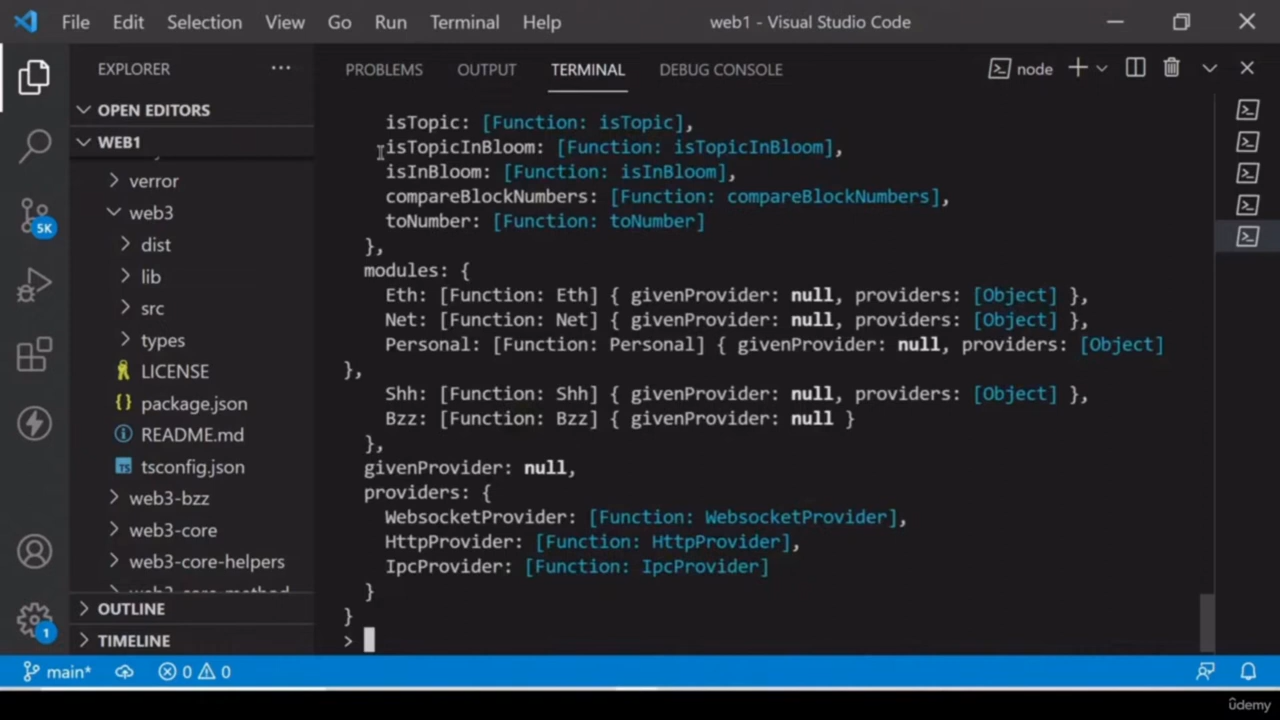 File Edit Selection View Go Run Terminal Help
web1 - Visual Studio Code
EXPLORER
OPEN EDITORS
WEB1
verror
web3
dist
lib
src
types
LICENSE
package.json
README.md
tsconfig.json
web3-bzz
web3-core
web3-core-helpers
web3-core-method
OUTLINE
TIMELINE
5K
1
PROBLEMS OUTPUT TERMINAL DEBUG CONSOLE
node
isTopic: [Function: isTopic],
isTopicInBloom: [Function: isTopicInBloom],
isInBloom: [Function: isInBloom],
compareBlockNumbers: [Function: compareBlockNumbers],
toNumber: [Function: toNumber]
},
modules: {
Eth: [Function: Eth] { givenProvider: null, providers: [Object] },
Net: [Function: Net] { givenProvider: null, providers: [Object] },
Personal: [Function: Personal] { givenProvider: null, providers: [Object]
},
Shh: [Function: Shh] { givenProvider: null, providers: [Object] },
Bzz: [Function: Bzz] { givenProvider: null }
},
givenProvider: null,
providers: {
WebsocketProvider: [Function: WebsocketProvider],
HttpProvider: [Function: HttpProvider],
IpcProvider: [Function: IpcProvider]
}
}
>
main* 0 0
ûdemy